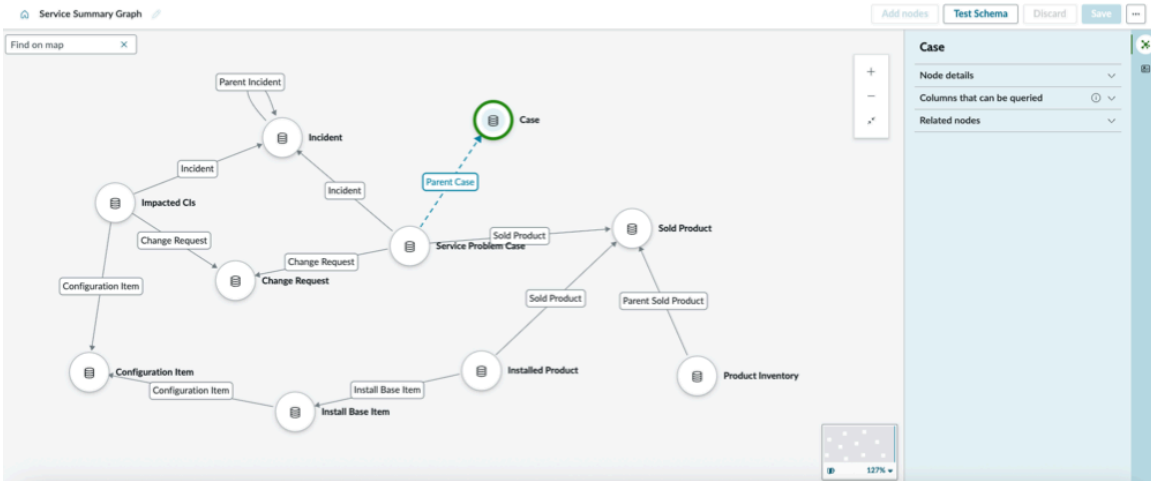 Service Summary Graph
Add nodes
Test Schema
Discard
Save
Find on map
Case
Node details
Columns that can be queried
Related nodes
Parent Incident
Case
Incident
Incident
Parent Case
Incident
Impacted CIs
Sold Product
Sold Product
Change Request
Service Problem Case
Change Request
Change Request
Configuration Item
Sold Product
Parent Sold Product
Configuration Item
Installed Product
Product Inventory
Configuration Item
Install Base Item
Install Base Item
127%